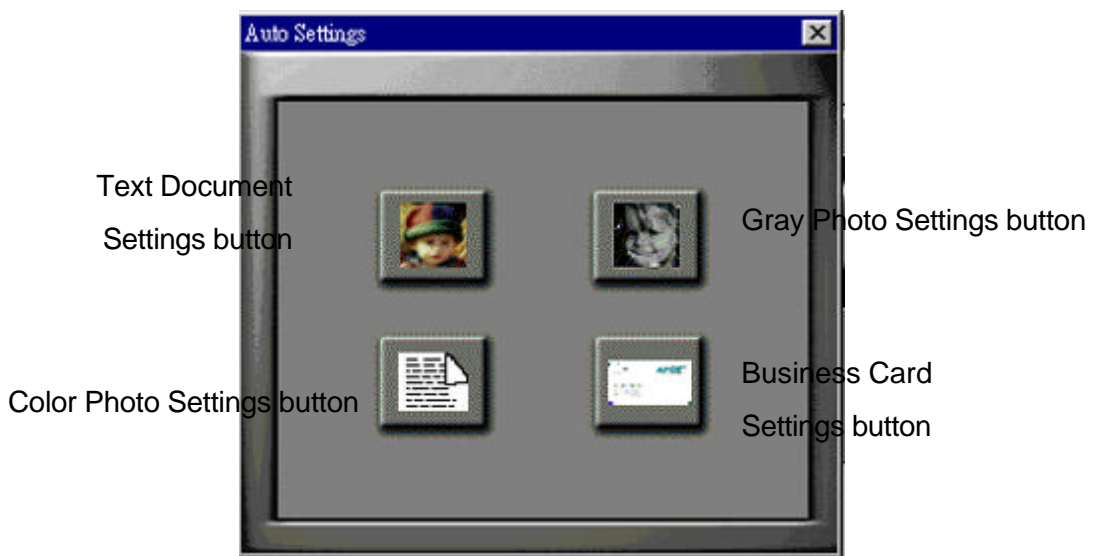 Auto Settings
Text Document
Settings button
Gray Photo Settings button
Color Photo Settings button
Business Card
Settings button